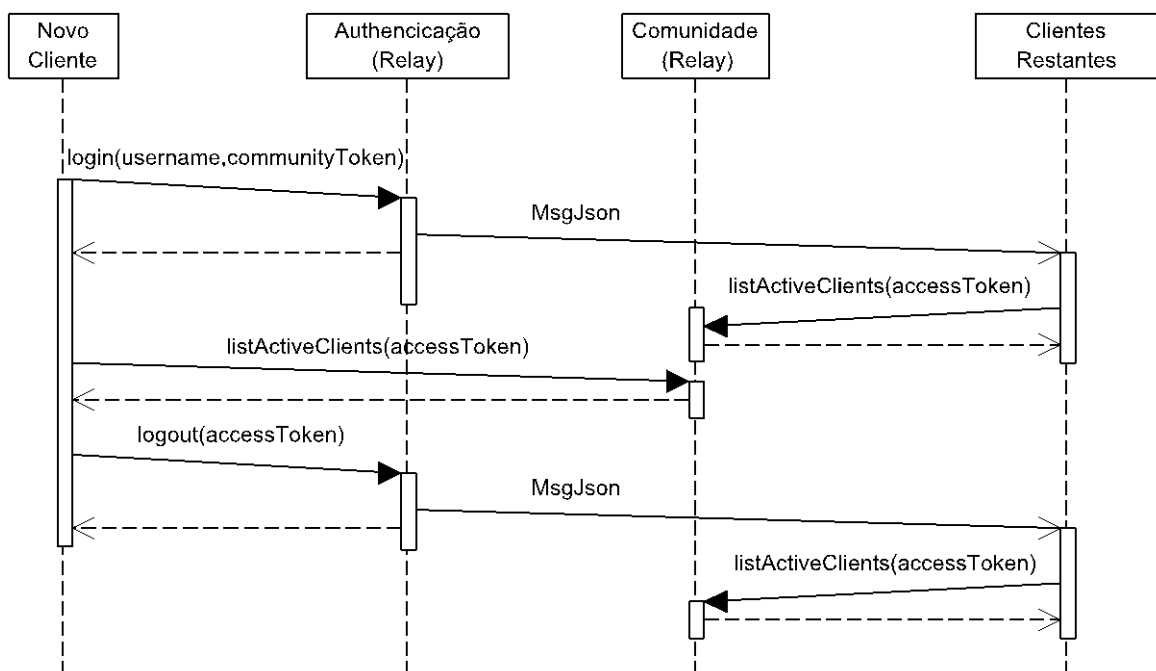 Novo
Cliente
Authencicação
(Relay)
Comunidade
(Relay)
Clientes
Restantes
login(username,communityToken)
MsgJson
listActiveClients(accessToken)
listActiveClients(accessToken)
logout(accessToken)
MsgJson
listActiveClients(accessToken)